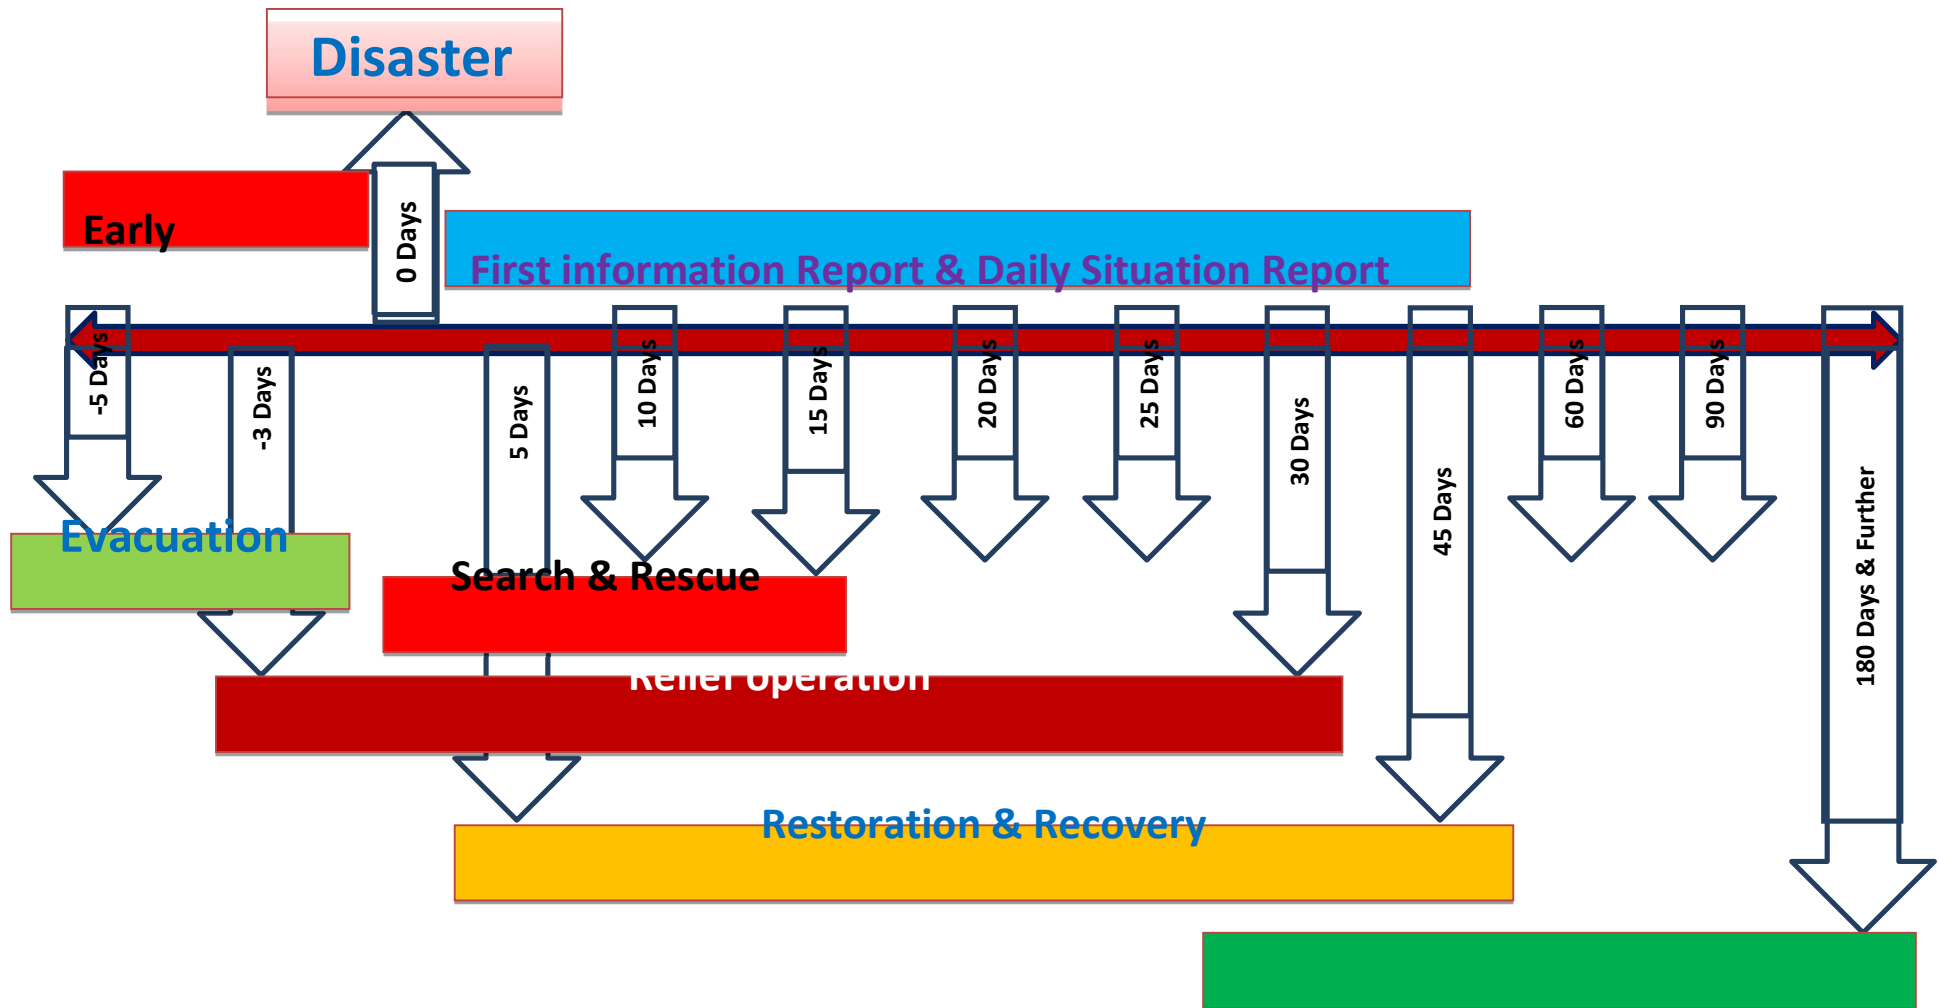 Disaster
Early
0 Days
First information Report & Daily Situation Report
-5 Days
-3 Days
5 Days
10 Days
15 Days
20 Days
25 Days
30 Days
45 Days
60 Days
90 Days
180 Days & Further
Evacuation
Search & Rescue
Relief operation
Restoration & Recovery